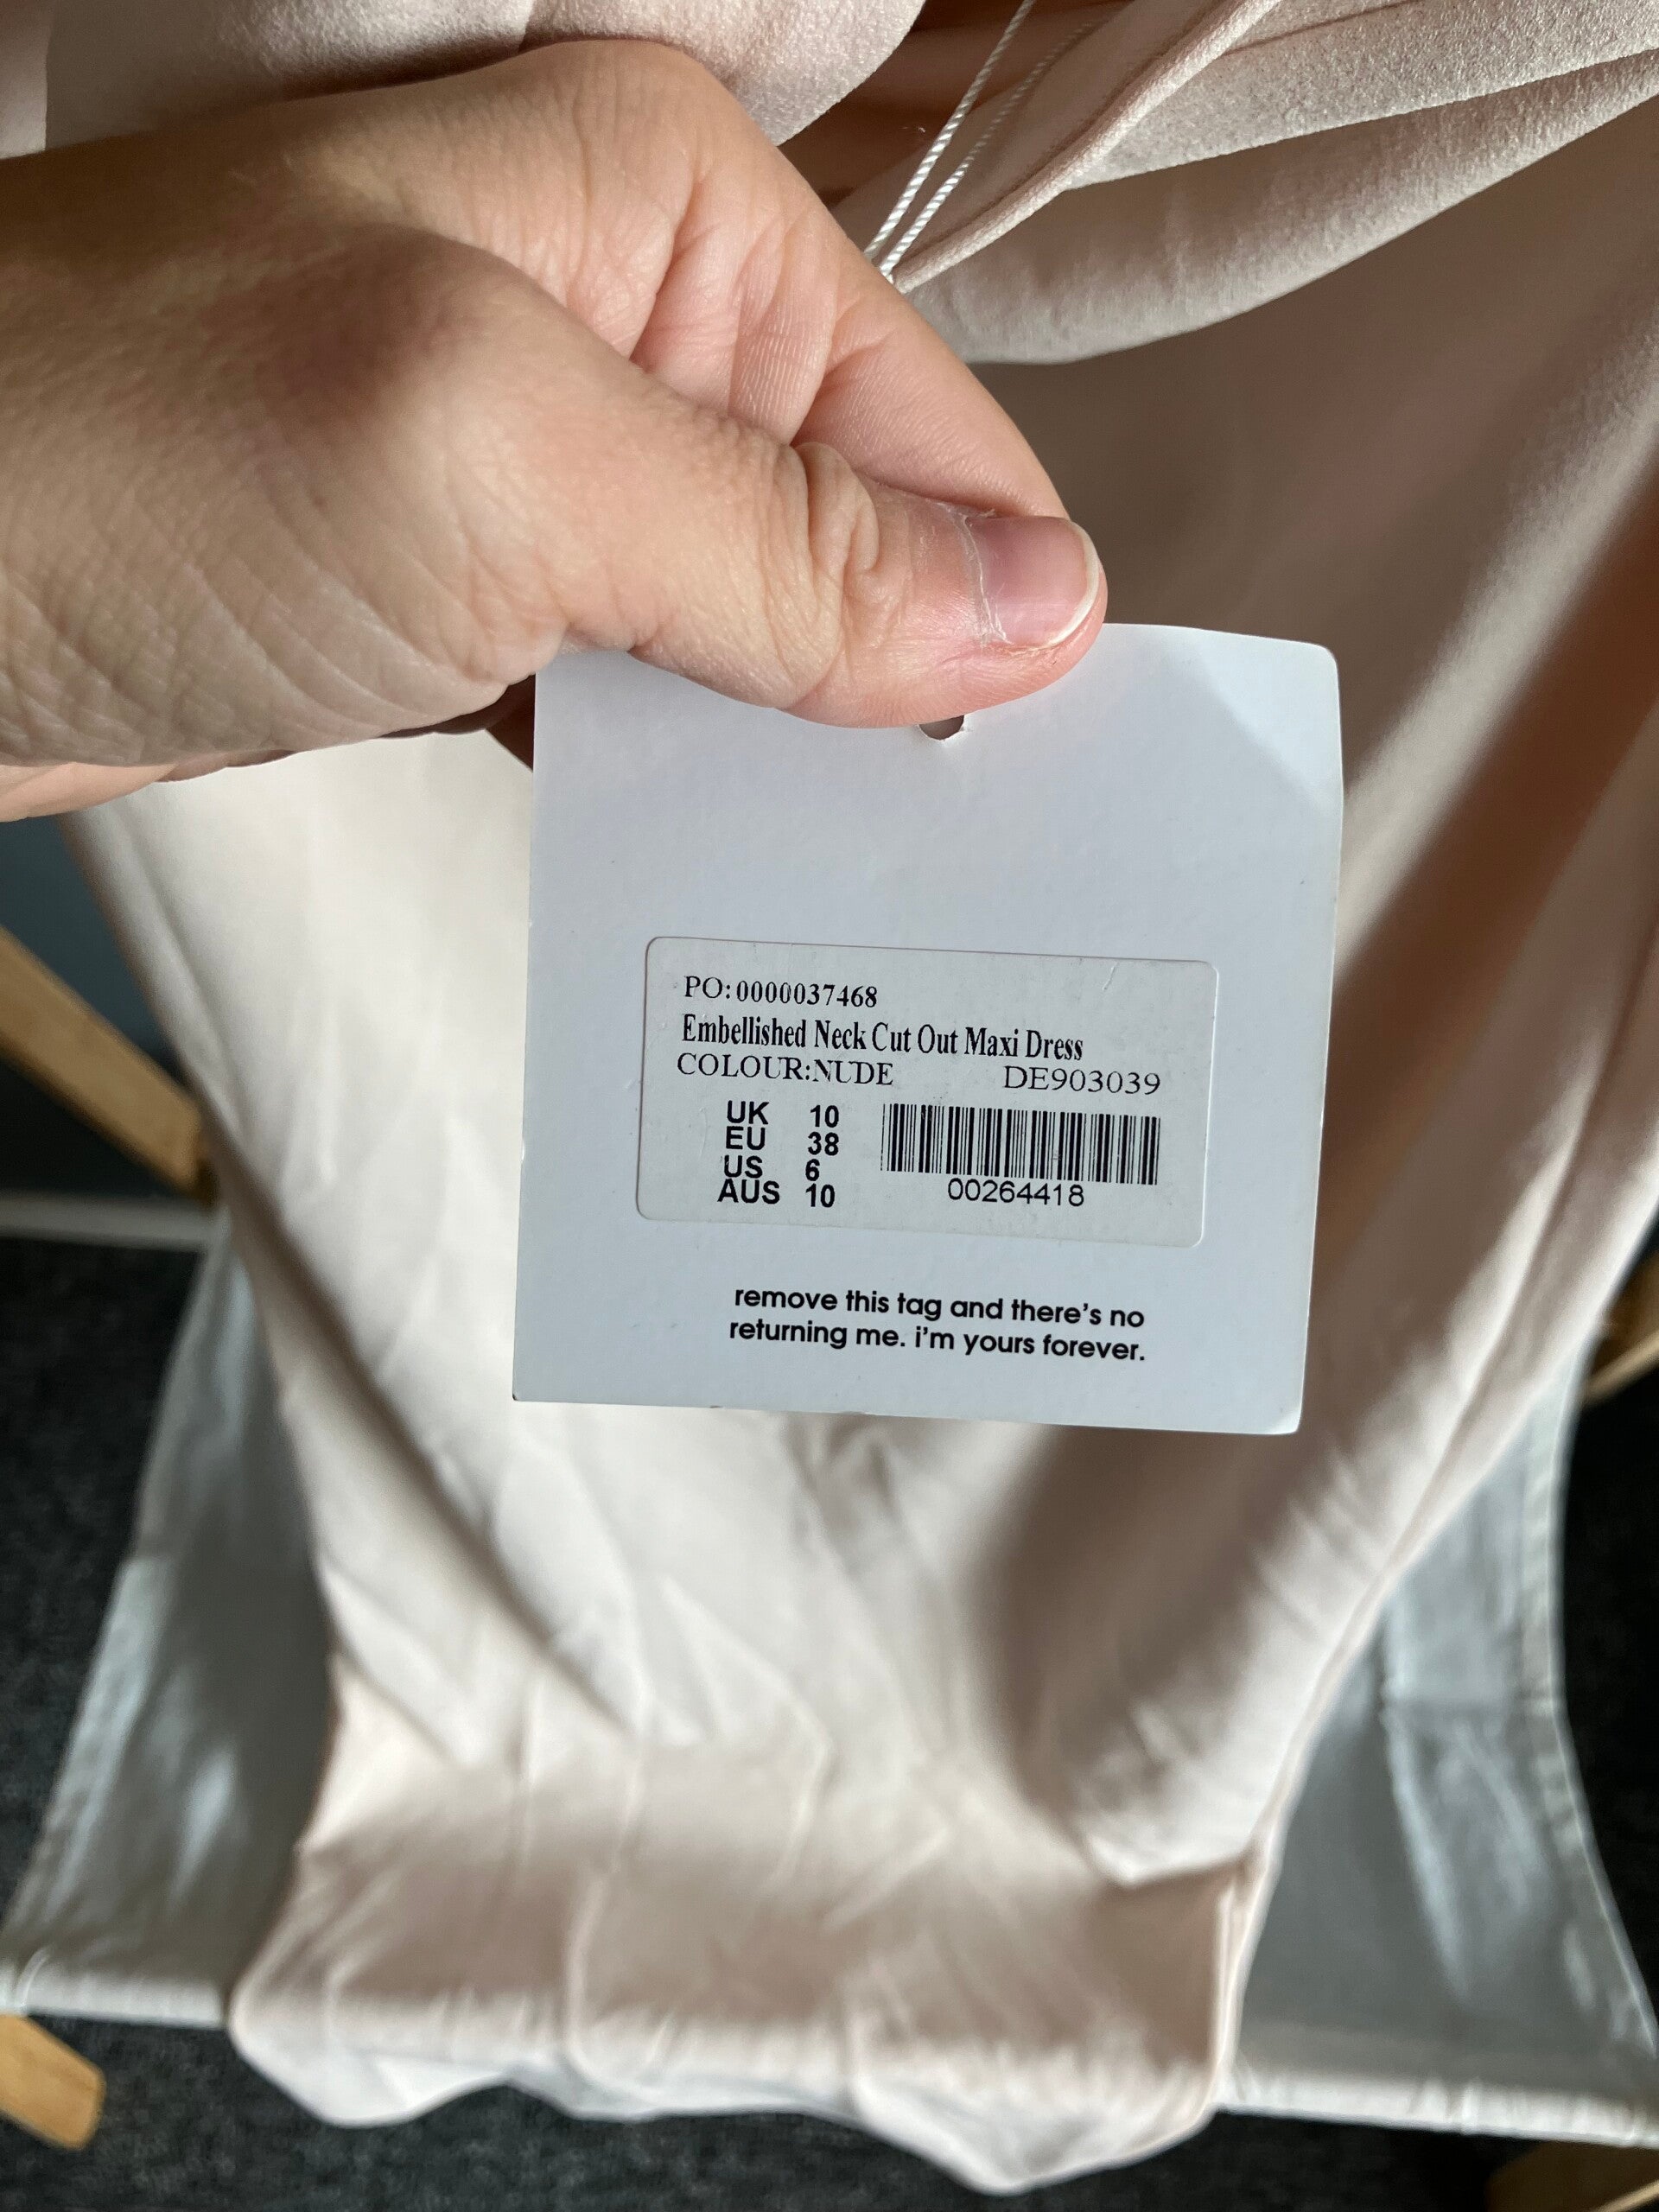 PO:0000037468
Embellished Neck Cut Out Maxi Dress
COLOUR:NUDE DE903039
UK 10
EU 38
US 6
AUS 10
00264418
remove this tag and there's no
returning me. i'm yours forever.